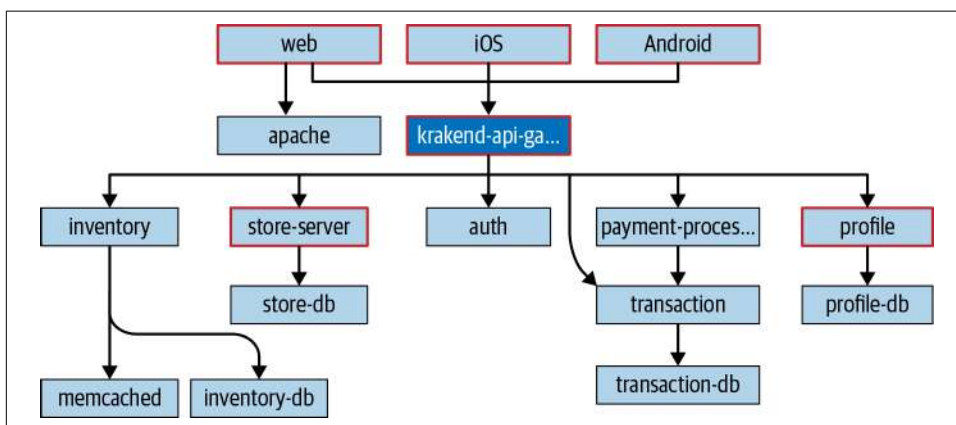 web
iOS
Android
apache
krakend-api-ga...
inventory
store-server
auth
payment-proces...
profile
store-db
transaction
profile-db
memcached
inventory-db
transaction-db